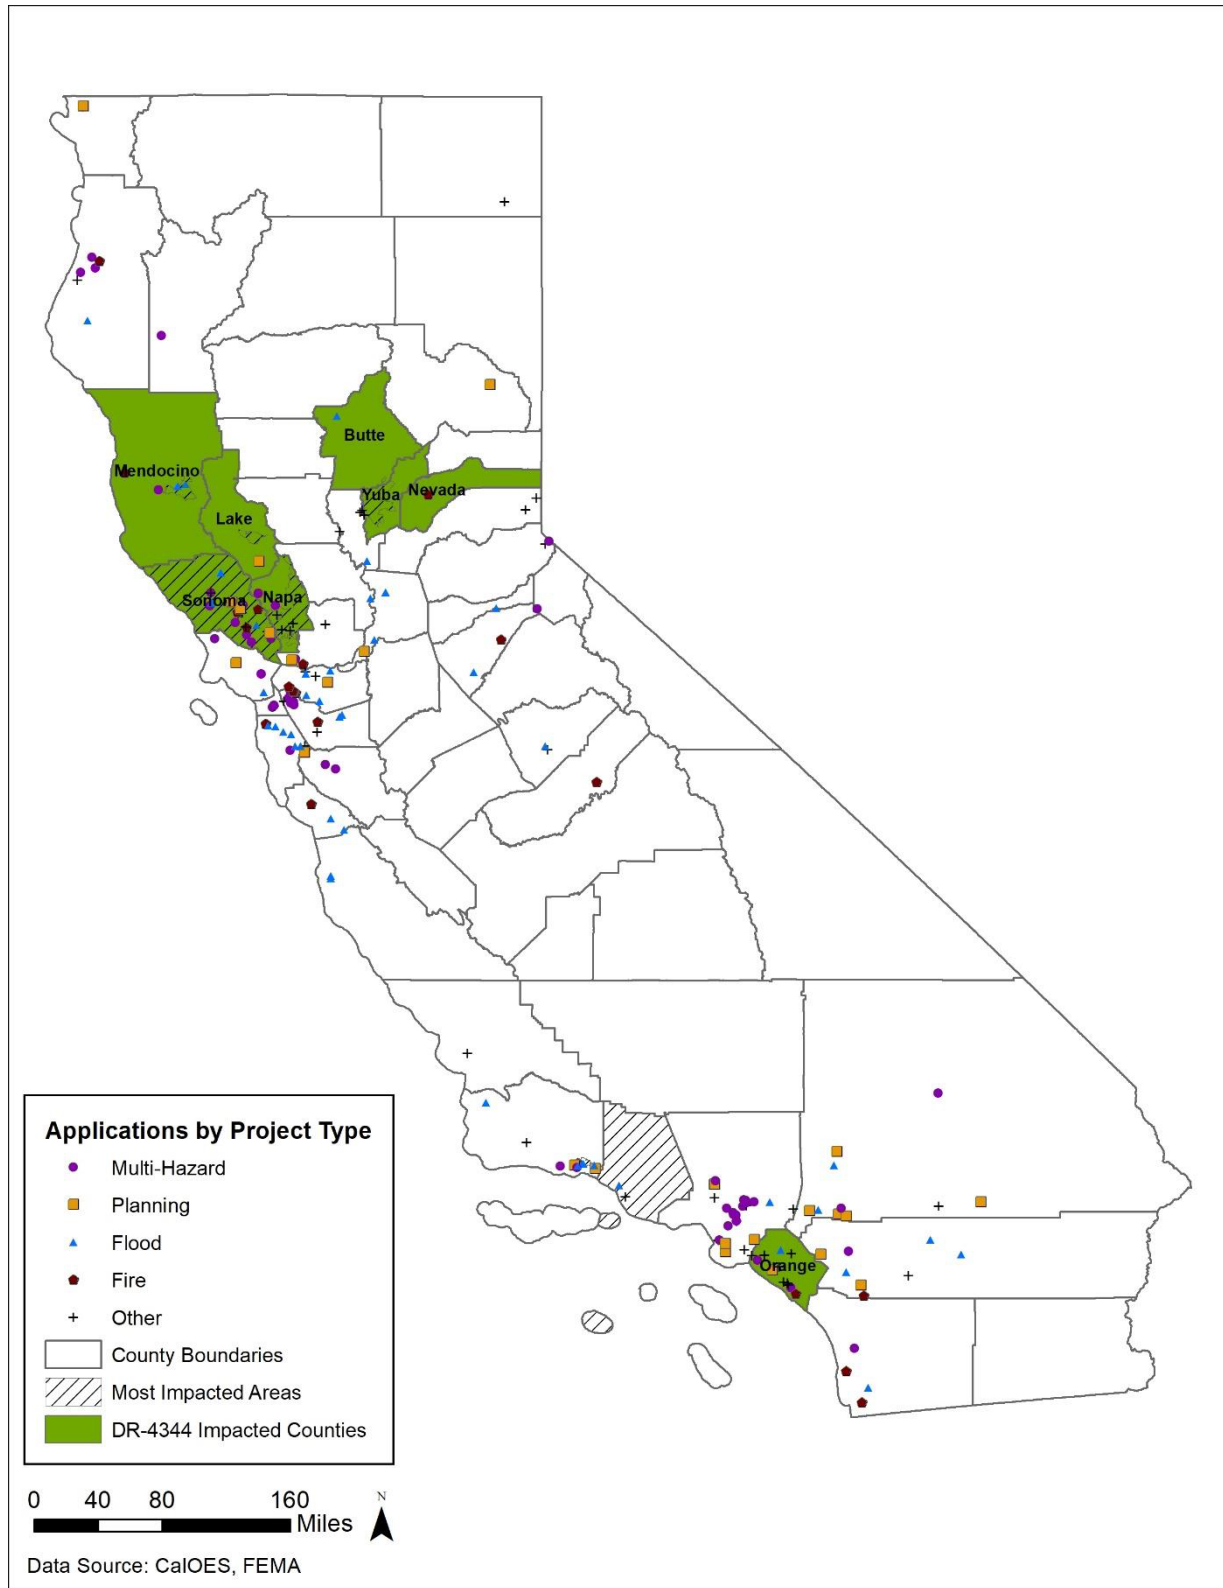 Butte
Mendocino
Yuba
Nevada
Lake
Sonoma
Napa
Orange
Applications by Project Type
Multi-Hazard
Planning
Flood
Fire
Other
County Boundaries
Most Impacted Areas
DR-4344 Impacted Counties
0 40 80 160
Miles
N
Data Source: CalOES, FEMA